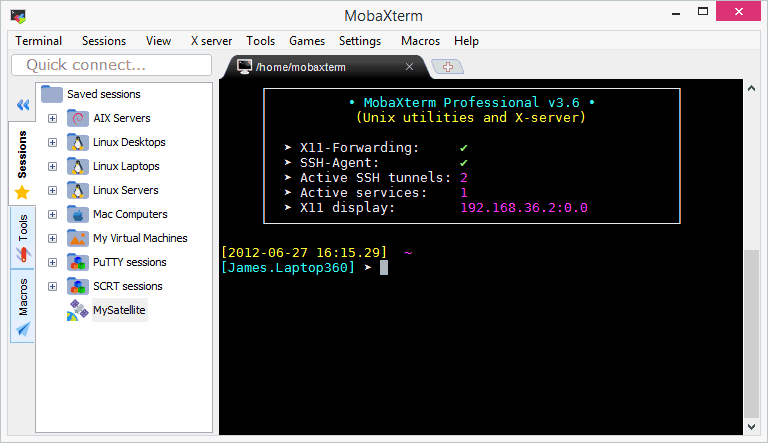 MobaXterm
Terminal Sessions View X server Tools Games Settings Macros Help
Quick connect...
/home/mobaxterm
Sessions
Tools
Macros
Saved sessions
AIX Servers
Linux Desktops
Linux Laptops
Linux Servers
Mac Computers
My Virtual Machines
PuTTY sessions
SCRT sessions
MySatellite
• MobaXterm Professional v3.6 •
(Unix utilities and X-server)
➤ X11-Forwarding: ✔
➤ SSH-Agent: ✔
➤ Active SSH tunnels: 2
➤ Active services: 1
➤ X11 display: 192.168.36.2:0.0
[2012-06-27 16:15.29] ~
[James.Laptop360] ➤